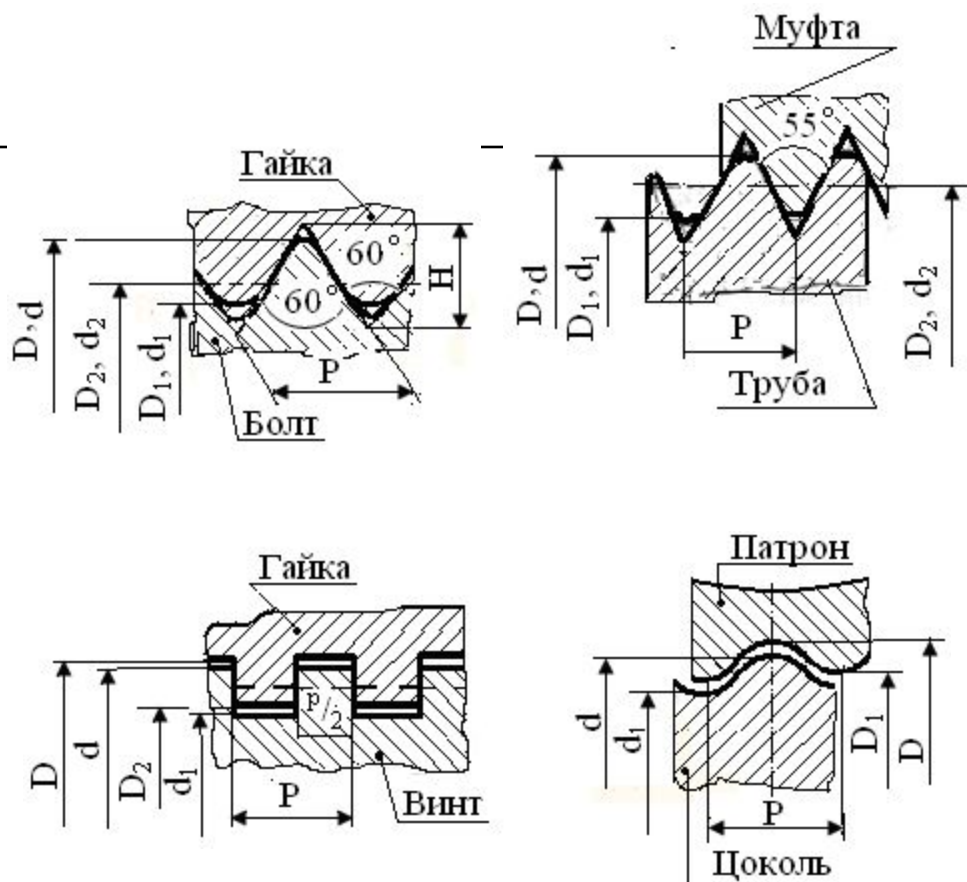 Гайка
60°
60°
H
D, d
D₂, d₂
D₁, d₁
P
Болт
Муфта
55°
D, d
D₁, d₁
P
D₂, d₂
Труба
Гайка
P/2
D
d
D₂
d₁
P
Винт
Патрон
d
d₁
D₁
D
P
Цоколь